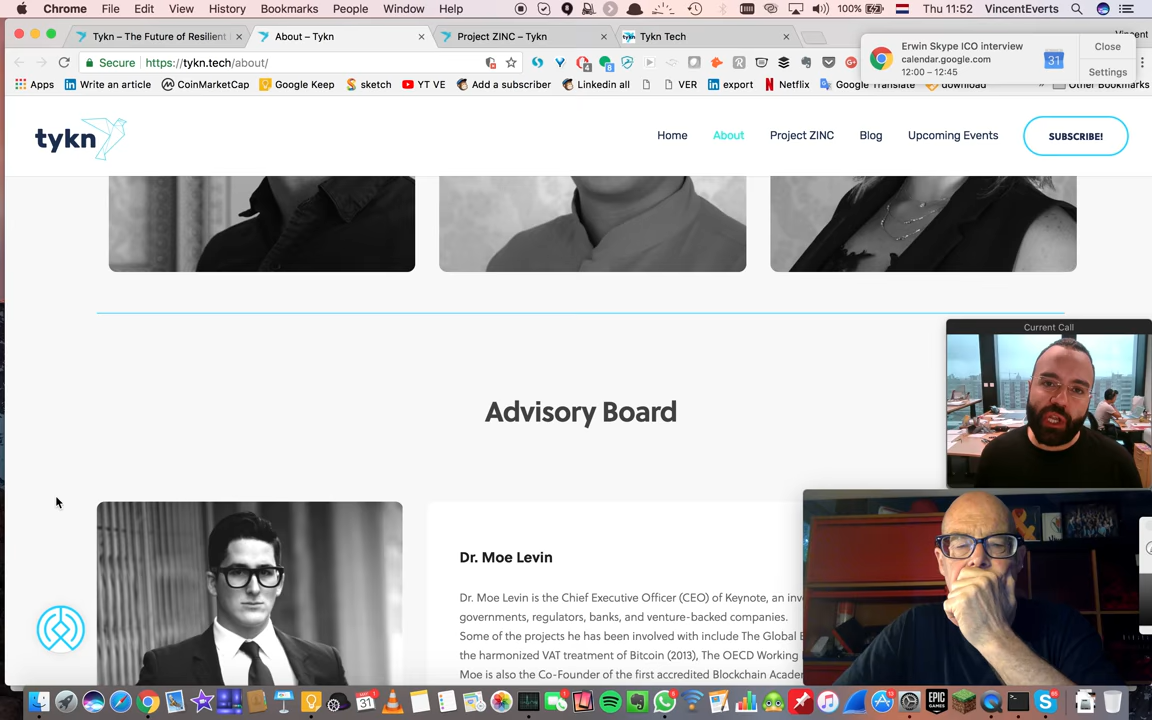 Chrome File Edit View History Bookmarks People Window Help 100% Thu 11:52 VincentEverts
Tykn – The Future of Resilient
About – Tykn
Project ZINC – Tykn
Tykn Tech
Vincent
Secure https://tykn.tech/about/
Erwin Skype ICO interview
calendar.google.com
12:00 – 12:45
31
Close
Settings
Apps Write an article CoinMarketCap Google Keep sketch YT VE Add a subscriber Linkedin all VER export Netflix Google Translate download Other Bookmarks
tykn
Home About Project ZINC Blog Upcoming Events SUBSCRIBE!
Current Call
Advisory Board
Dr. Moe Levin
Dr. Moe Levin is the Chief Executive Officer (CEO) of Keynote, an inv
governments, regulators, banks, and venture-backed companies.
Some of the projects he has been involved with include The Global B
the harmonized VAT treatment of Bitcoin (2013), The OECD Working
Moe is also the Co-Founder of the first accredited Blockchain Acade
EPIC
GAMES